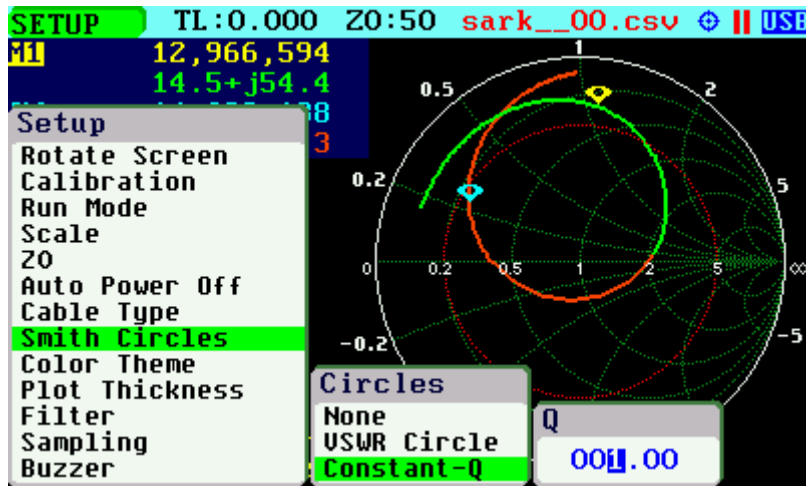 SETUP TL:0.000 Z0:50 sark__00.csv USB
M1 12,966,594
14.5+j54.4
8
3
Setup
Rotate Screen
Calibration
Run Mode
Scale
Z0
Auto Power Off
Cable Type
Smith Circles
Color Theme
Plot Thickness
Filter
Sampling
Buzzer
Circles
None
VSWR Circle
Constant-Q
Q
001.00
1
0.5 2
0.2 5
0 0.2 0.5 1 2 5 ∞
-0.2 -5